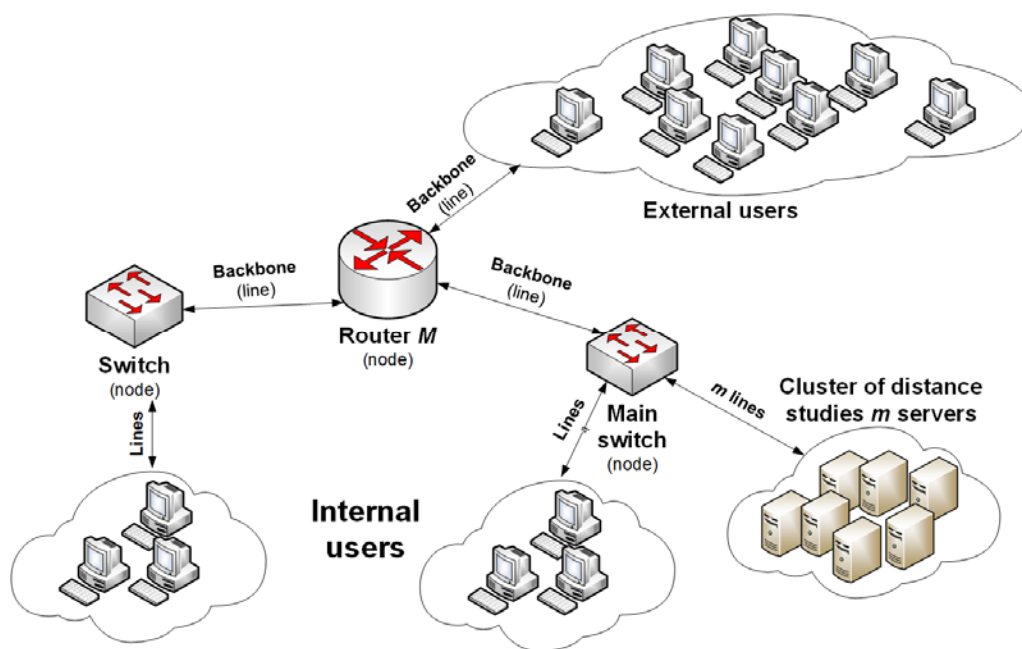 External users
Backbone
(line)
Backbone
(line)
Backbone
(line)
Router M
(node)
Switch
(node)
Lines
Main
switch
(node)
Lines
m lines
Cluster of distance
studies m servers
Internal
users